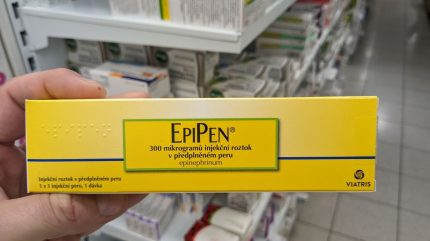 EPIPEN®
300 mikrogramů injekční roztok
v předplněném peru
epinephrinum
Injekční roztok v předplněném peru
1 x 1 injekční pero, 1 dávka
VIATRIS